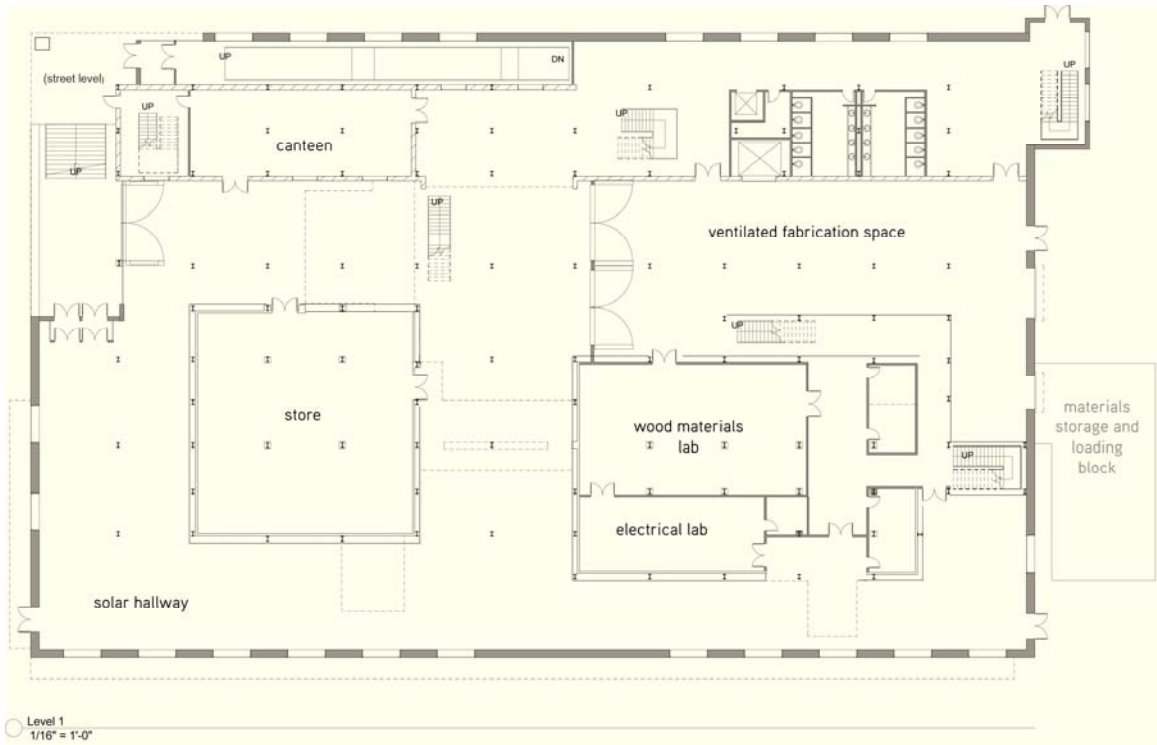 UP
DN
(street level)
UP
UP
canteen
UP
UP
UP
UP
ventilated fabrication space
UP
store
wood materials
lab
materials
storage and
loading
block
UP
electrical lab
solar hallway
Level 1
1/16" = 1'-0"